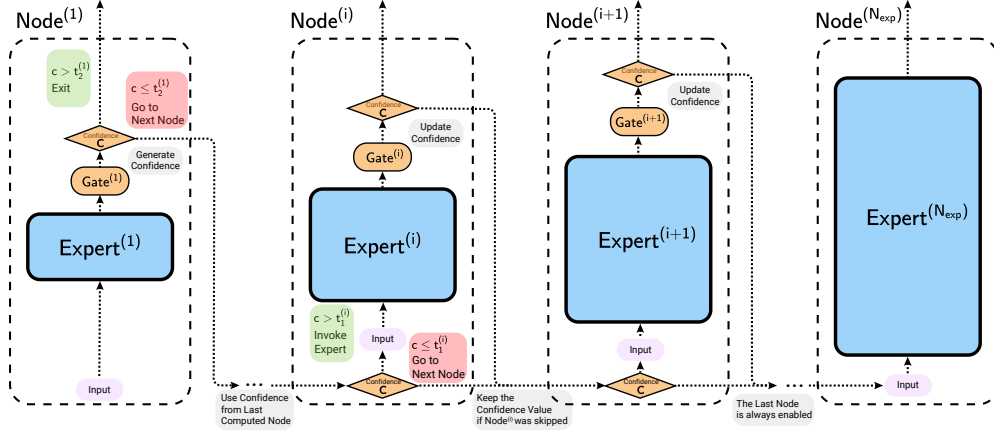 Node(1)
c > t₂(1)
Exit
c ≤ t₂(1)
Go to
Next Node
Confidence
C
Generate
Confidence
Gate(1)
Expert(1)
Input
Use Confidence
from Last
Computed Node
Node(i)
Confidence
C
Update
Confidence
Gate(i)
Expert(i)
c > t₁(i)
Invoke
Expert
Input
c ≤ t₁(i)
Go to
Next Node
Confidence
C
Keep the
Confidence Value
if Node(i) was skipped
Node(i+1)
Confidence
C
Update
Confidence
Gate(i+1)
Expert(i+1)
Input
Confidence
C
The Last Node
is always enabled
Node(Nexp)
Expert(Nexp)
Input